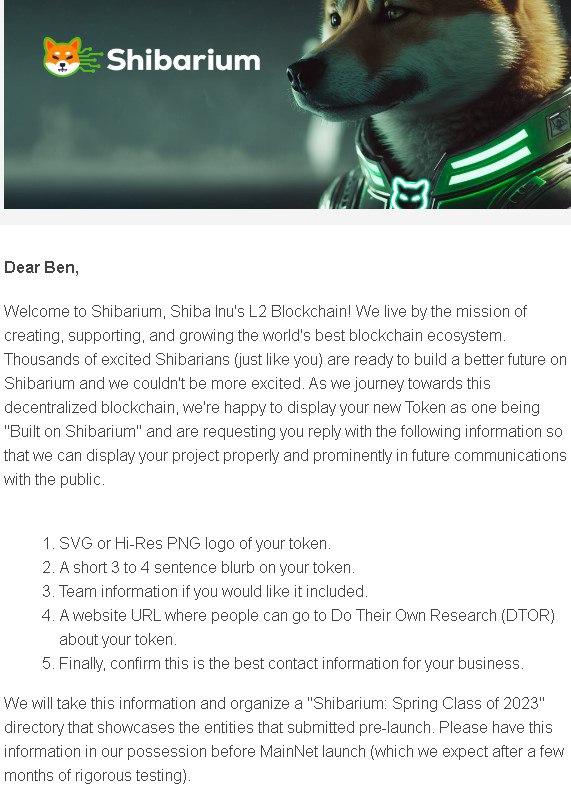 Shibarium
Dear Ben,
Welcome to Shibarium, Shiba Inu's L2 Blockchain! We live by the mission of
creating, supporting, and growing the world's best blockchain ecosystem.
Thousands of excited Shibarians (just like you) are ready to build a better future on
Shibarium and we couldn't be more excited. As we journey towards this
decentralized blockchain, we're happy to display your new Token as one being
"Built on Shibarium" and are requesting you reply with the following information so
that we can display your project properly and prominently in future communications
with the public.
1. SVG or Hi-Res PNG logo of your token.
2. A short 3 to 4 sentence blurb on your token.
3. Team information if you would like it included.
4. A website URL where people can go to Do Their Own Research (DTOR)
about your token.
5. Finally, confirm this is the best contact information for your business.
We will take this information and organize a "Shibarium: Spring Class of 2023"
directory that showcases the entities that submitted pre-launch. Please have this
information in our possession before MainNet launch (which we expect after a few
months of rigorous testing).